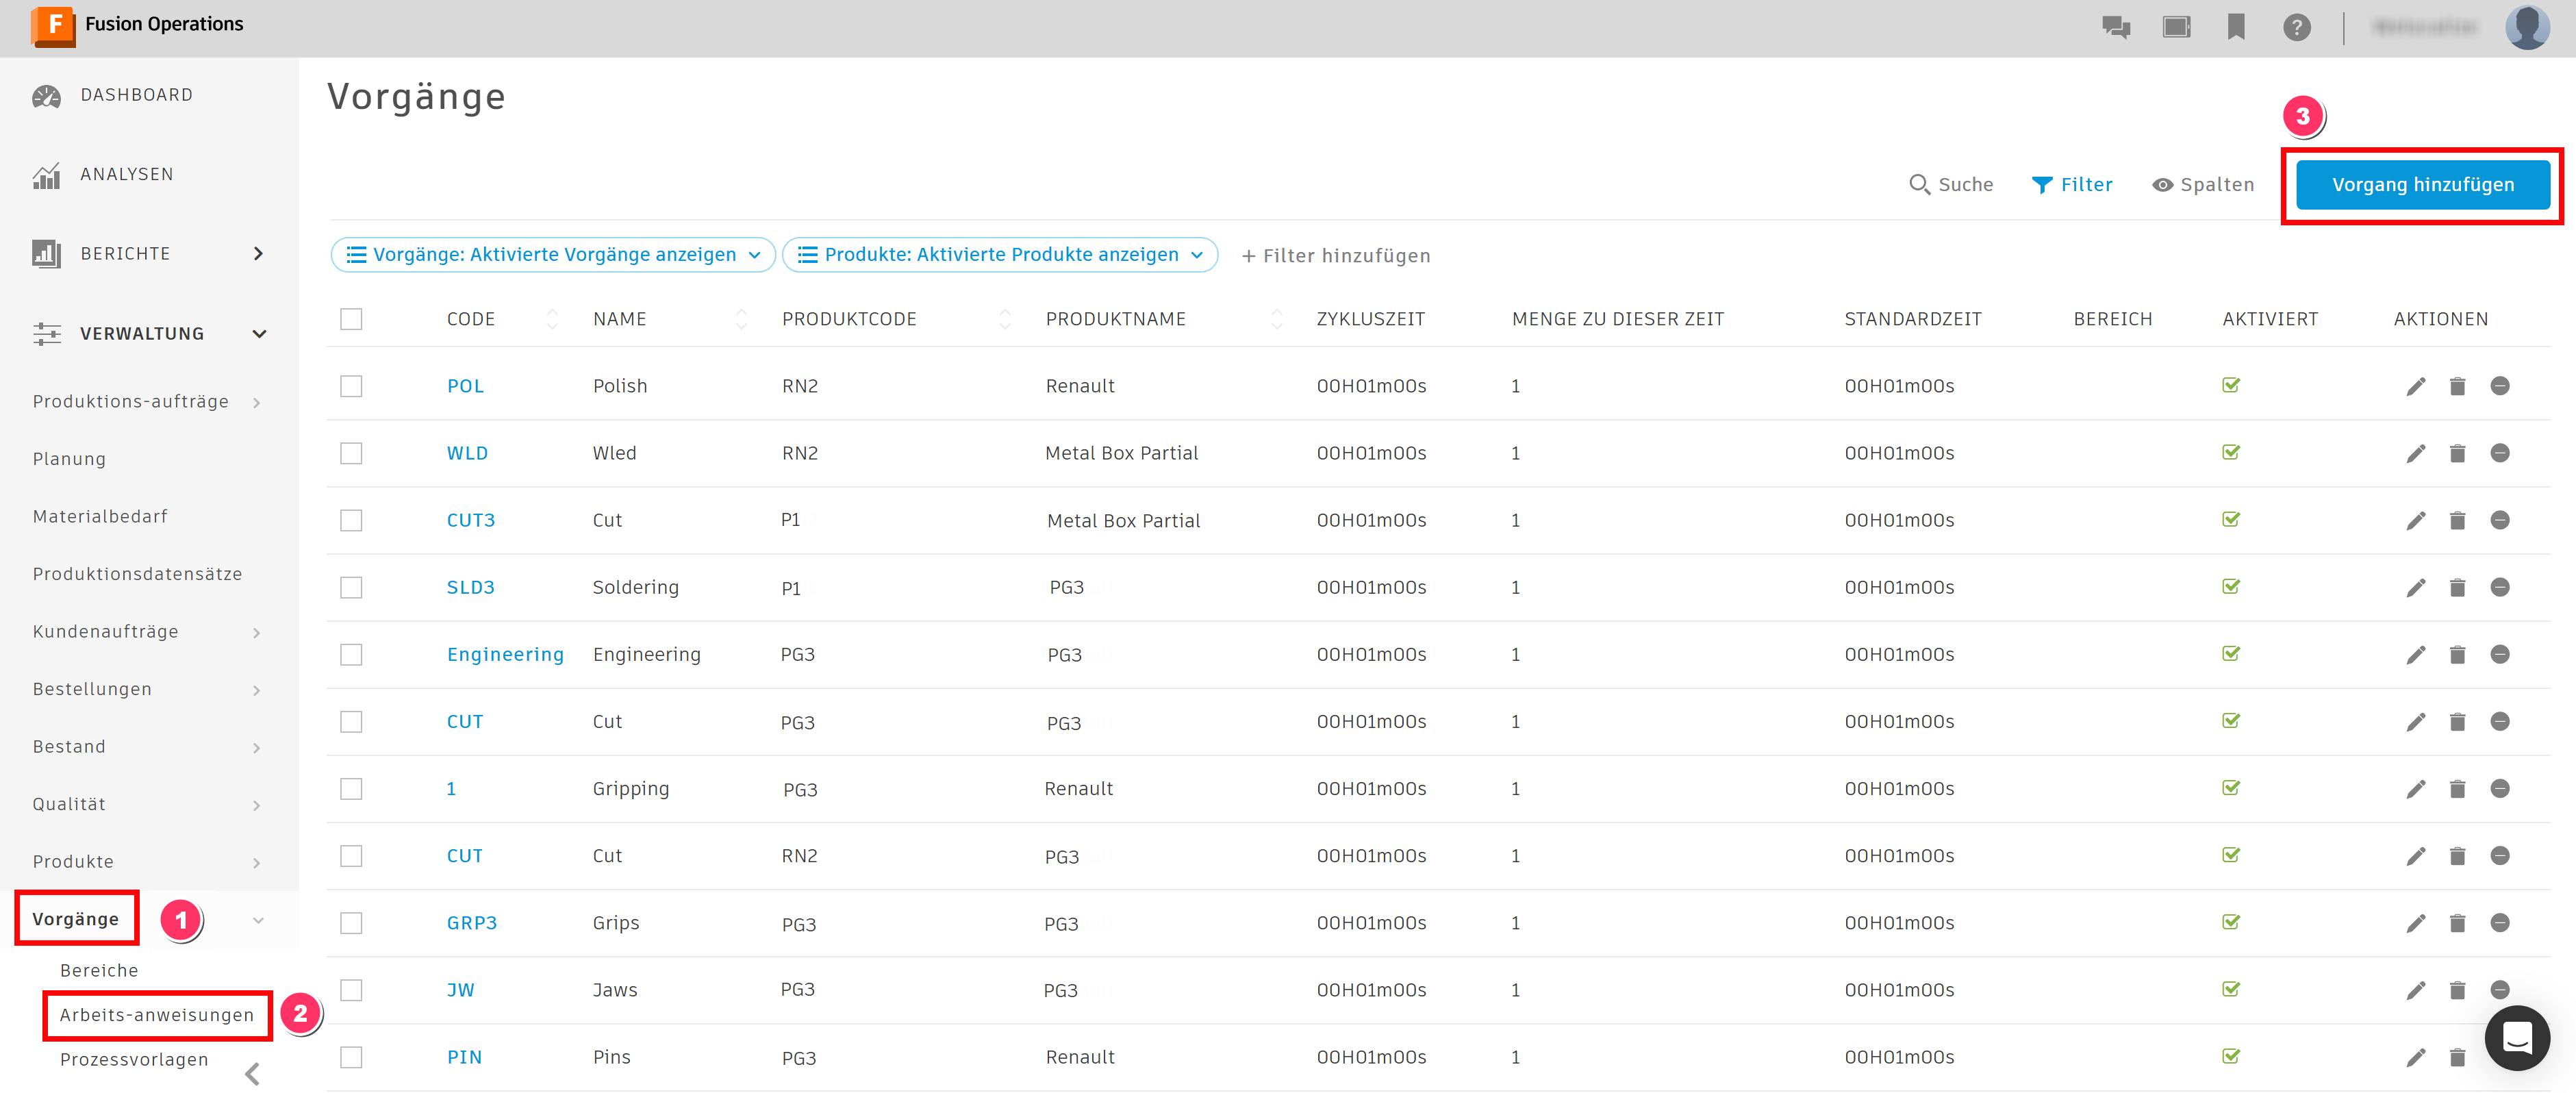 F Fusion Operations
DASHBOARD
ANALYSEN
BERICHTE
VERWALTUNG
Produktions-aufträge
Planung
Materialbedarf
Produktionsdatensätze
Kundenaufträge
Bestellungen
Bestand
Qualität
Produkte
Vorgänge 1
Bereiche
Arbeits-anweisungen 2
Prozessvorlagen
Vorgänge
3
Suche Filter Spalten Vorgang hinzufügen
Vorgänge: Aktivierte Vorgänge anzeigen Produkte: Aktivierte Produkte anzeigen + Filter hinzufügen
CODE NAME PRODUKTCODE PRODUKTNAME ZYKLUSZEIT MENGE ZU DIESER ZEIT STANDARDZEIT BEREICH AKTIVIERT AKTIONEN
POL Polish RN2 Renault 00H01m00s 1 00H01m00s
WLD Wled RN2 Metal Box Partial 00H01m00s 1 00H01m00s
CUT3 Cut P1 Metal Box Partial 00H01m00s 1 00H01m00s
SLD3 Soldering P1 PG3 00H01m00s 1 00H01m00s
Engineering Engineering PG3 PG3 00H01m00s 1 00H01m00s
CUT Cut PG3 PG3 00H01m00s 1 00H01m00s
1 Gripping PG3 Renault 00H01m00s 1 00H01m00s
CUT Cut RN2 PG3 00H01m00s 1 00H01m00s
GRP3 Grips PG3 PG3 00H01m00s 1 00H01m00s
JW Jaws PG3 PG3 00H01m00s 1 00H01m00s
PIN Pins PG3 Renault 00H01m00s 1 00H01m00s